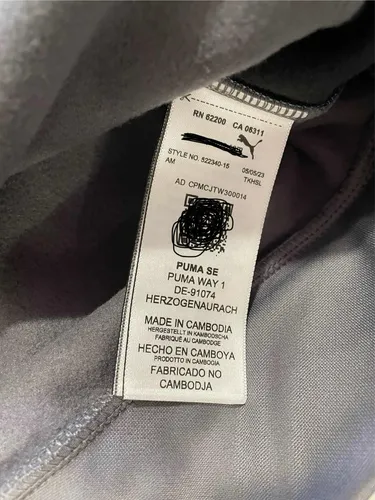 RN 62200 CA 06311
STYLE NO. 522340-15 05/05/23
AM TKHSL
AD CPMCJTW300014
PUMA SE
PUMA WAY 1
DE-91074
HERZOGENAURACH
MADE IN CAMBODIA
HERGESTELLT IN KAMBODSCHA
FABRIQUÉ AU CAMBODGE
HECHO EN CAMBOYA
PRODOTTO IN CAMBOGIA
FABRICADO NO
CAMBODJA